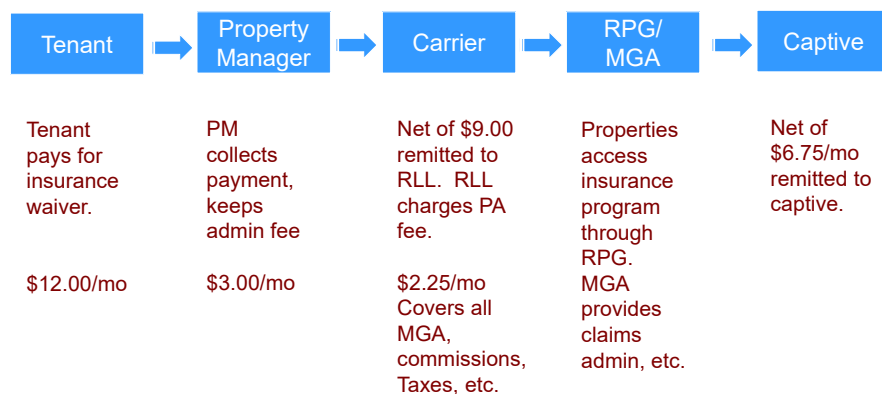 Tenant
Property
Manager
Carrier
RPG/
MGA
Captive
Tenant
pays for
insurance
waiver.
$12.00/mo
PM
collects
payment,
keeps
admin fee
$3.00/mo
Net of $9.00
remitted to
RLL. RLL
charges PA
fee.
$2.25/mo
Covers all
MGA,
commissions,
Taxes, etc.
Properties
access
insurance
program
through
RPG.
MGA
provides
claims
admin, etc.
Net of
$6.75/mo
remitted to
captive.